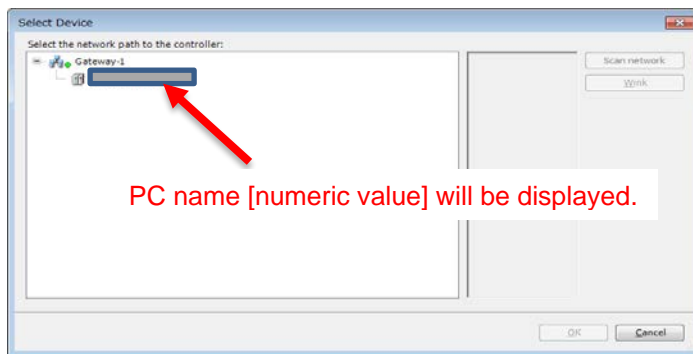 Select Device
Select the network path to the controller:
Gateway-1
Scan network
Wink
PC name [numeric value] will be displayed.
OK
Cancel